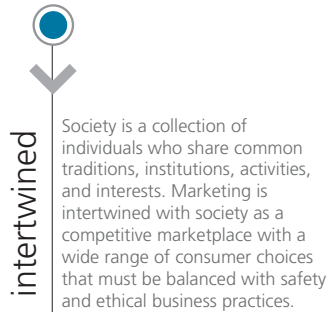 intertwined
Society is a collection of
individuals who share common
traditions, institutions, activities,
and interests. Marketing is
intertwined with society as a
competitive marketplace with a
wide range of consumer choices
that must be balanced with safety
and ethical business practices.